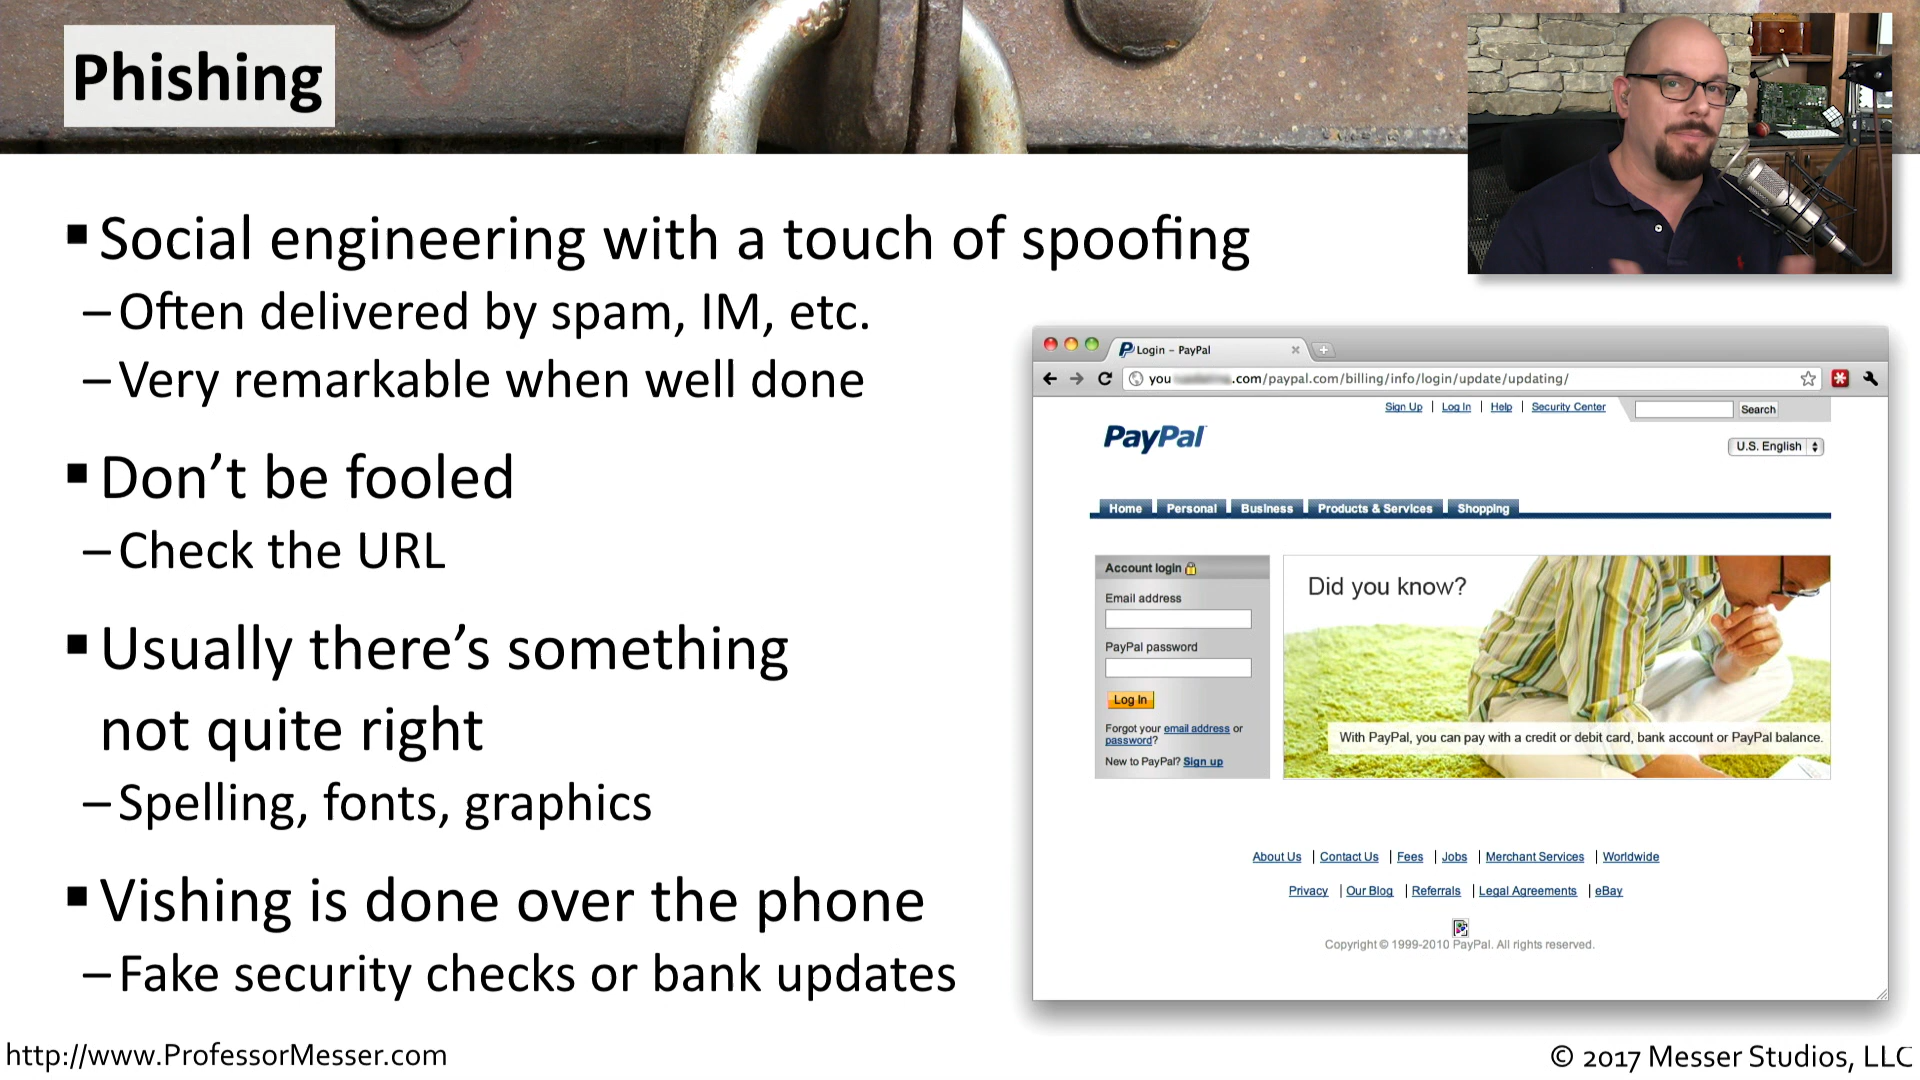 Phishing
▪ Social engineering with a touch of spoofing
– Often delivered by spam, IM, etc.
– Very remarkable when well done
▪ Don’t be fooled
– Check the URL
▪ Usually there’s something
not quite right
– Spelling, fonts, graphics
▪ Vishing is done over the phone
– Fake security checks or bank updates
Login – PayPal
you .com/paypal.com/billing/info/login/update/updating/
Sign Up | Log In | Help | Security Center Search
PayPal
U.S. English
Home Personal Business Products & Services Shopping
Account login
Email address
PayPal password
Log In
Forgot your email address or
password?
New to PayPal? Sign up
Did you know?
With PayPal, you can pay with a credit or debit card, bank account or PayPal balance.
About Us | Contact Us | Fees | Jobs | Merchant Services | Worldwide
Privacy | Our Blog | Referrals | Legal Agreements | eBay
Copyright © 1999-2010 PayPal. All rights reserved.
http://www.ProfessorMesser.com
© 2017 Messer Studios, LLC